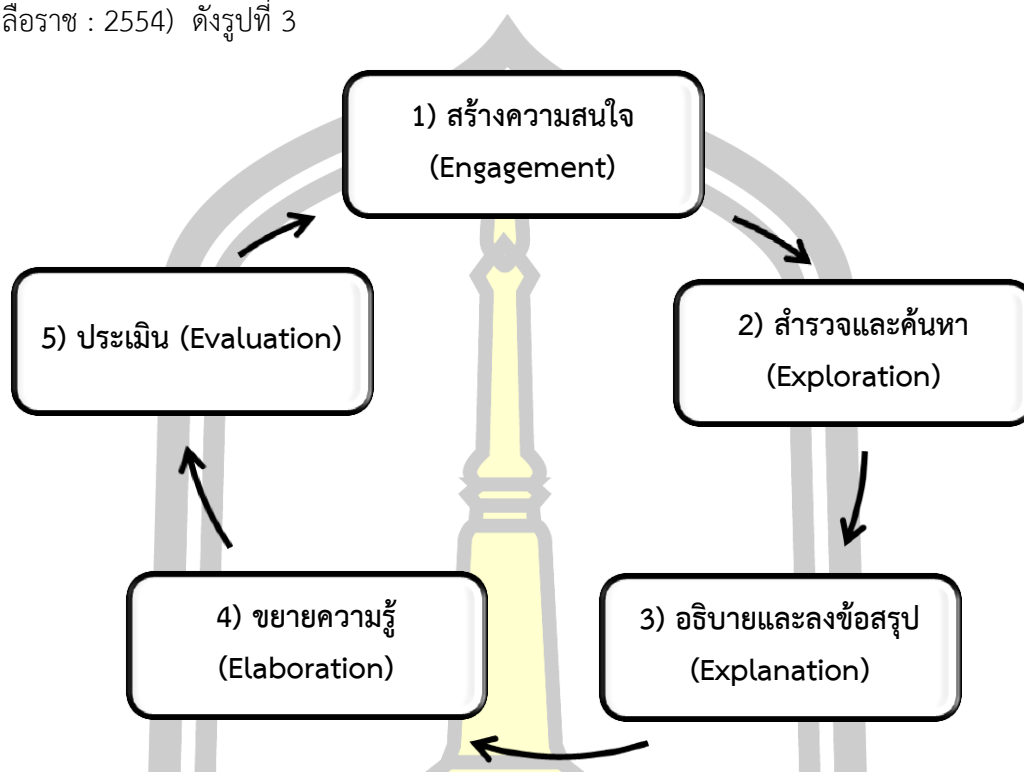 ลือราช : 2554) ดังรูปที่ 3
1) สร้างความสนใจ
(Engagement)
2) สำรวจและค้นหา
(Exploration)
3) อธิบายและลงข้อสรุป
(Explanation)
4) ขยายความรู้
(Elaboration)
5) ประเมิน (Evaluation)